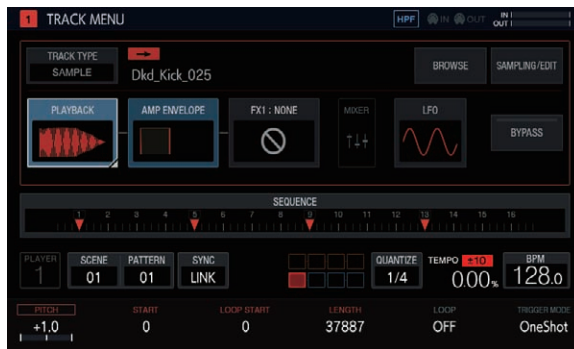 1 TRACK MENU HPF IN OUT IN OUT
TRACK TYPE
SAMPLE Dkd_Kick_025 BROWSE SAMPLING/EDIT
PLAYBACK AMP ENVELOPE FX1 : NONE MIXER LFO
BYPASS
SEQUENCE
1 2 3 4 5 6 7 8 9 10 11 12 13 14 15 16
PLAYER SCENE PATTERN SYNC QUANTIZE TEMPO ±10 BPM
1 01 01 LINK 1/4 0.00% 128.0
PITCH START LOOP START LENGTH LOOP TRIGGER MODE
+1.0 0 0 37887 OFF OneShot